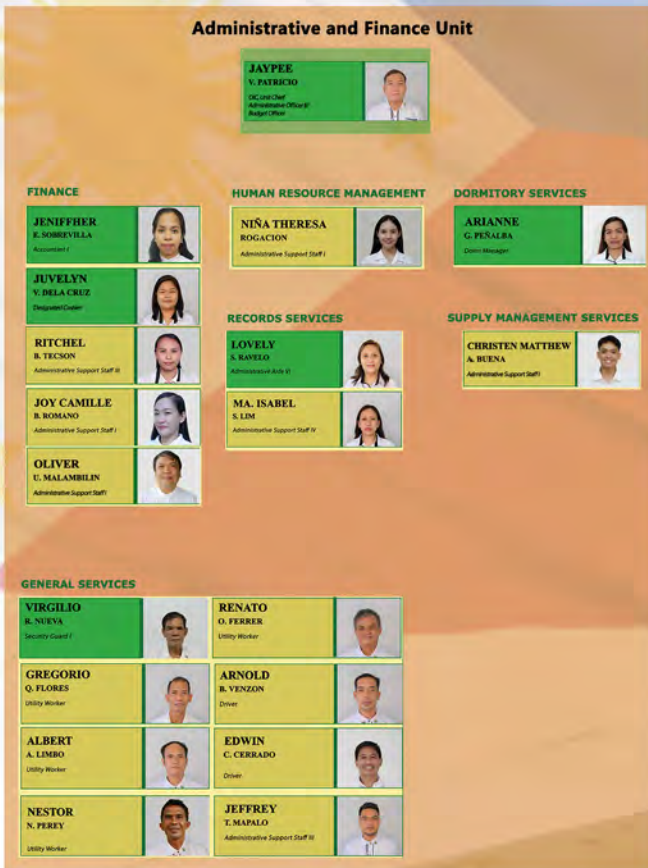 Administrative and Finance Unit
JAYPEE
V. PATRICIO
OIC, Unit Chief
Administrative Officer IV
Budget Officer
FINANCE
JENIFFHER
E. SOBREVILLA
Accountant I
JUVELYN
V. DELA CRUZ
Designated Cashier
RITCHEL
B. TECSON
Administrative Support Staff III
JOY CAMILLE
B. ROMANO
Administrative Support Staff I
OLIVER
U. MALAMBILIN
Administrative Support Staff I
HUMAN RESOURCE MANAGEMENT
NIÑA THERESA
ROGACION
Administrative Support Staff I
RECORDS SERVICES
LOVELY
S. RAVELO
Administrative Aide VI
MA. ISABEL
S. LIM
Administrative Support Staff IV
DORMITORY SERVICES
ARIANNE
G. PEÑALBA
Dorm Manager
SUPPLY MANAGEMENT SERVICES
CHRISTEN MATTHEW
A. BUENA
Administrative Support Staff I
GENERAL SERVICES
VIRGILIO
R. NUEVA
Security Guard I
RENATO
O. FERRER
Utility Worker
GREGORIO
Q. FLORES
Utility Worker
ARNOLD
B. VENZON
Driver
ALBERT
A. LIMBO
Utility Worker
EDWIN
C. CERRADO
Driver
NESTOR
N. PEREY
Utility Worker
JEFFREY
T. MAPALO
Administrative Support Staff III